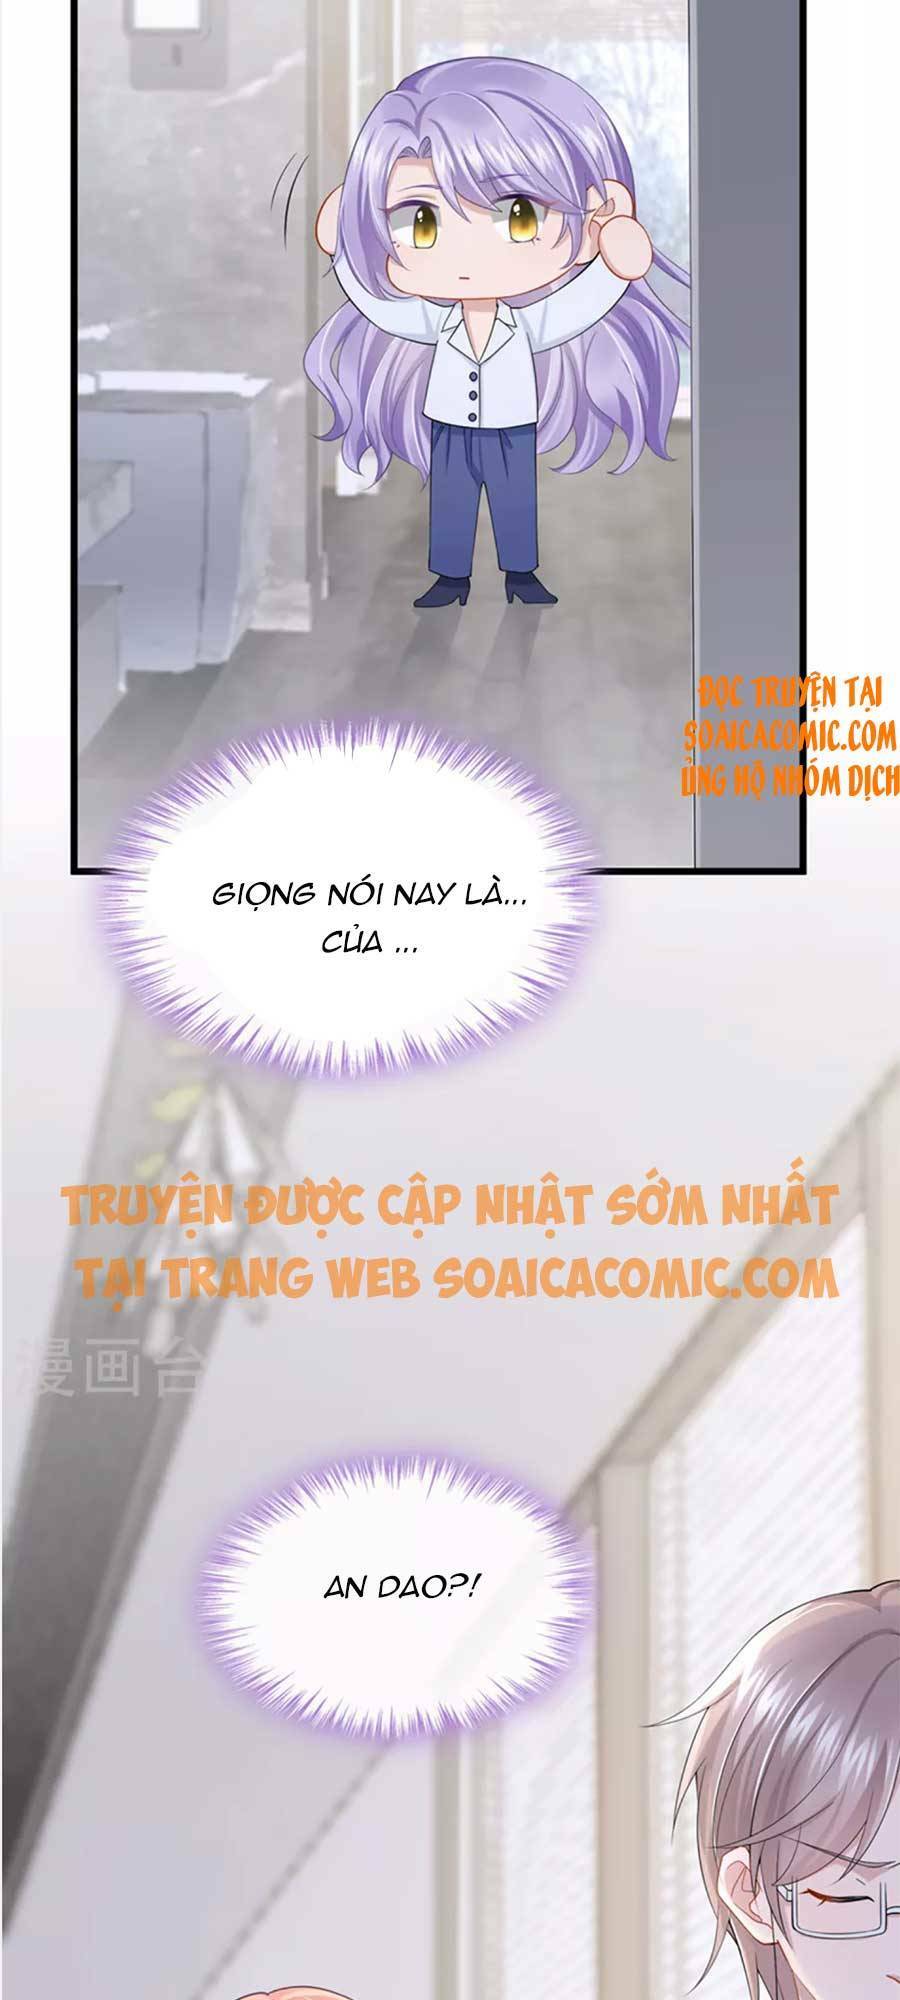 ĐỌC TRUYỆN TẠI
SOAICACOMIC.COM
ỦNG HỘ NHÓM DỊCH
GIỌNG NÓI NAY LÀ...
CỦA ...
TRUYỆN ĐƯỢC CẬP NHẬT SỚM NHẤT
TẠI TRANG WEB SOAICACOMIC.COM
漫画台
AN DAO?!